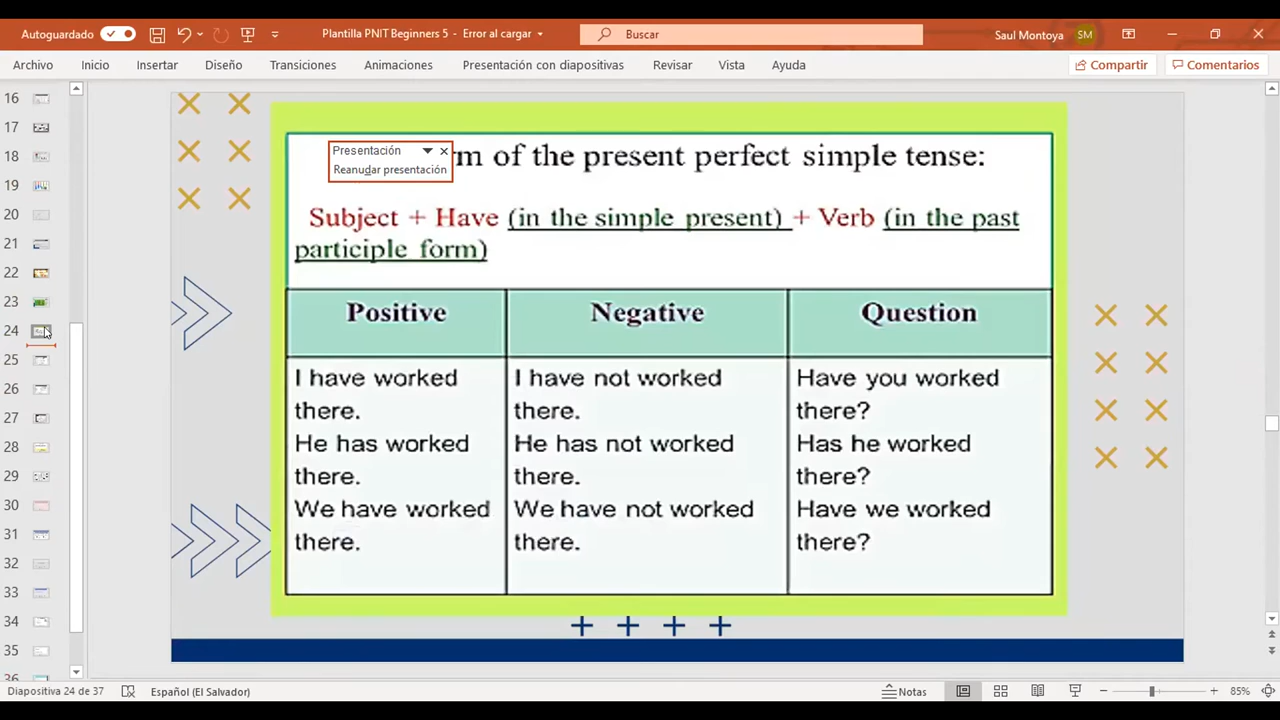 Autoguardado
Plantilla PNIT Beginners 5 - Error al cargar
Buscar
Saul Montoya SM
Archivo Inicio Insertar Diseño Transiciones Animaciones Presentación con diapositivas Revisar Vista Ayuda Compartir Comentarios
16
17
18
19
20
21
22
23
24
25
26
27
28
29
30
31
32
33
34
35
Presentación
Reanudar presentación
rm of the present perfect simple tense:
Subject + Have (in the simple present) + Verb (in the past
participle form)
Positive Negative Question
I have worked
there.
He has worked
there.
We have worked
there.
I have not worked
there.
He has not worked
there.
We have not worked
there.
Have you worked
there?
Has he worked
there?
Have we worked
there?
Diapositiva 24 de 37 Español (El Salvador) Notas 85%